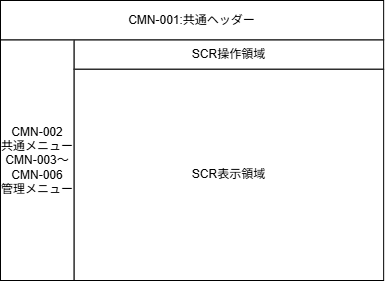 CMN-001:共通ヘッダー
SCR操作領域
CMN-002
共通メニュー
CMN-003～
CMN-006
管理メニュー
SCR表示領域